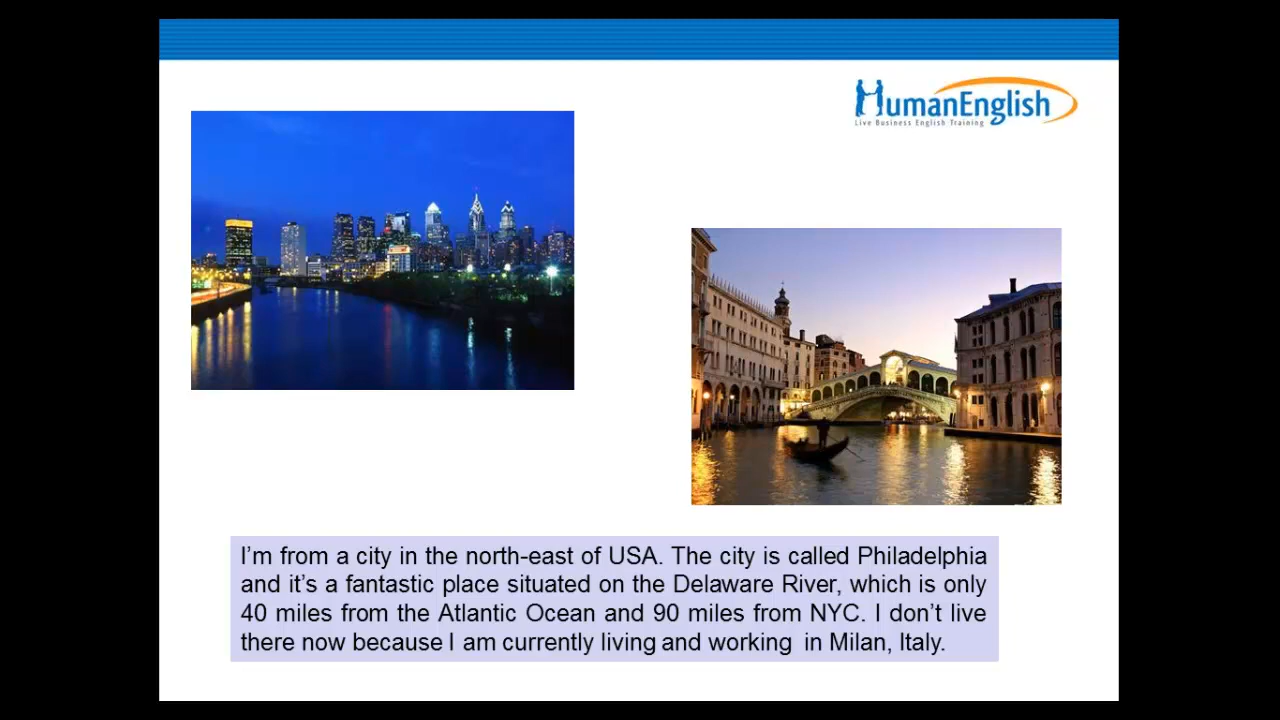 HumanEnglish
Live Business English Training
I’m from a city in the north-east of USA. The city is called Philadelphia
and it’s a fantastic place situated on the Delaware River, which is only
40 miles from the Atlantic Ocean and 90 miles from NYC. I don’t live
there now because I am currently living and working in Milan, Italy.